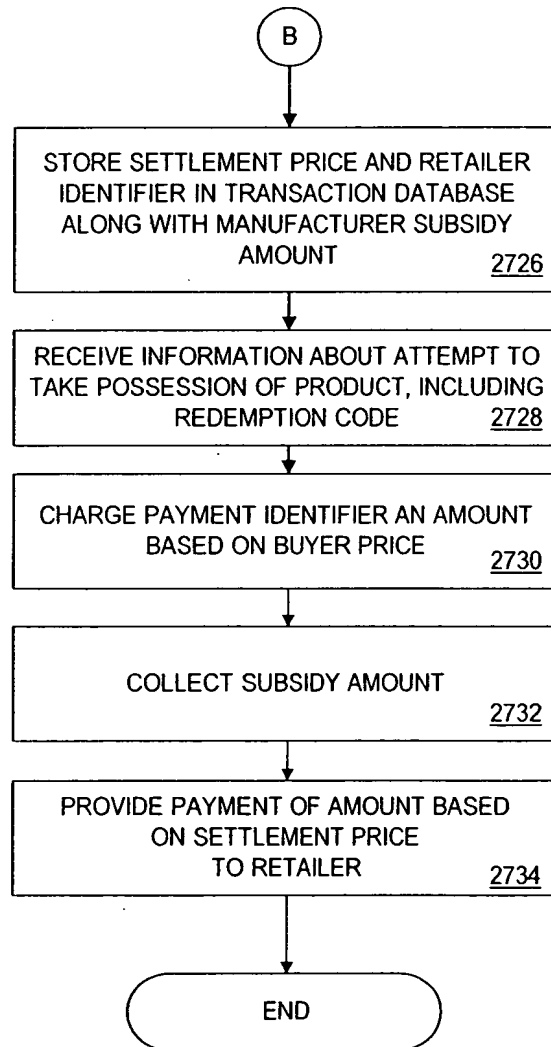 B
STORE SETTLEMENT PRICE AND RETAILER
IDENTIFIER IN TRANSACTION DATABASE
ALONG WITH MANUFACTURER SUBSIDY
AMOUNT
2726
RECEIVE INFORMATION ABOUT ATTEMPT TO
TAKE POSSESSION OF PRODUCT, INCLUDING
REDEMPTION CODE
2728
CHARGE PAYMENT IDENTIFIER AN AMOUNT
BASED ON BUYER PRICE
2730
COLLECT SUBSIDY AMOUNT
2732
PROVIDE PAYMENT OF AMOUNT BASED
ON SETTLEMENT PRICE
TO RETAILER
2734
END